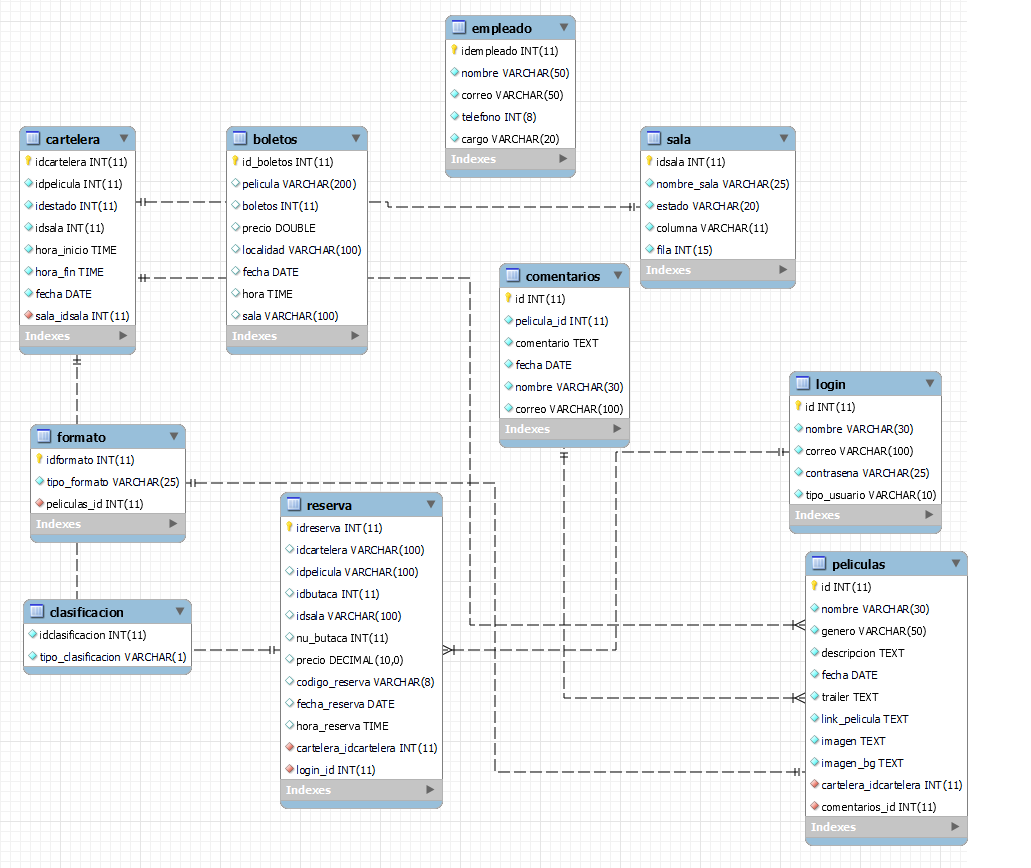 empleado
idempleado INT(11)
nombre VARCHAR(50)
correo VARCHAR(50)
telefono INT(8)
cargo VARCHAR(20)
Indexes
cartelera
idcartelera INT(11)
idpelicula INT(11)
idestado INT(11)
idsala INT(11)
hora_inicio TIME
hora_fin TIME
fecha DATE
sala_idsala INT(11)
Indexes
boletos
id_boletos INT(11)
pelicula VARCHAR(200)
boletos INT(11)
precio DOUBLE
localidad VARCHAR(100)
fecha DATE
hora TIME
sala VARCHAR(100)
Indexes
sala
idsala INT(11)
nombre_sala VARCHAR(25)
estado VARCHAR(20)
columna VARCHAR(11)
fila INT(15)
Indexes
comentarios
id INT(11)
pelicula_id INT(11)
comentario TEXT
fecha DATE
nombre VARCHAR(30)
correo VARCHAR(100)
Indexes
login
id INT(11)
nombre VARCHAR(30)
correo VARCHAR(100)
contrasena VARCHAR(25)
tipo_usuario VARCHAR(10)
Indexes
formato
idformato INT(11)
tipo_formato VARCHAR(25)
peliculas_id INT(11)
Indexes
reserva
idreserva INT(11)
idcartelera VARCHAR(100)
idpelicula VARCHAR(100)
idbutaca INT(11)
idsala VARCHAR(100)
nu_butaca INT(11)
precio DECIMAL(10,0)
codigo_reserva VARCHAR(8)
fecha_reserva DATE
hora_reserva TIME
cartelera_idcartelera INT(11)
login_id INT(11)
Indexes
clasificacion
idclasificacion INT(11)
tipo_clasificacion VARCHAR(1)
peliculas
id INT(11)
nombre VARCHAR(30)
genero VARCHAR(50)
descripcion TEXT
fecha DATE
trailer TEXT
link_pelicula TEXT
imagen TEXT
imagen_bg TEXT
cartelera_idcartelera INT(11)
comentarios_id INT(11)
Indexes